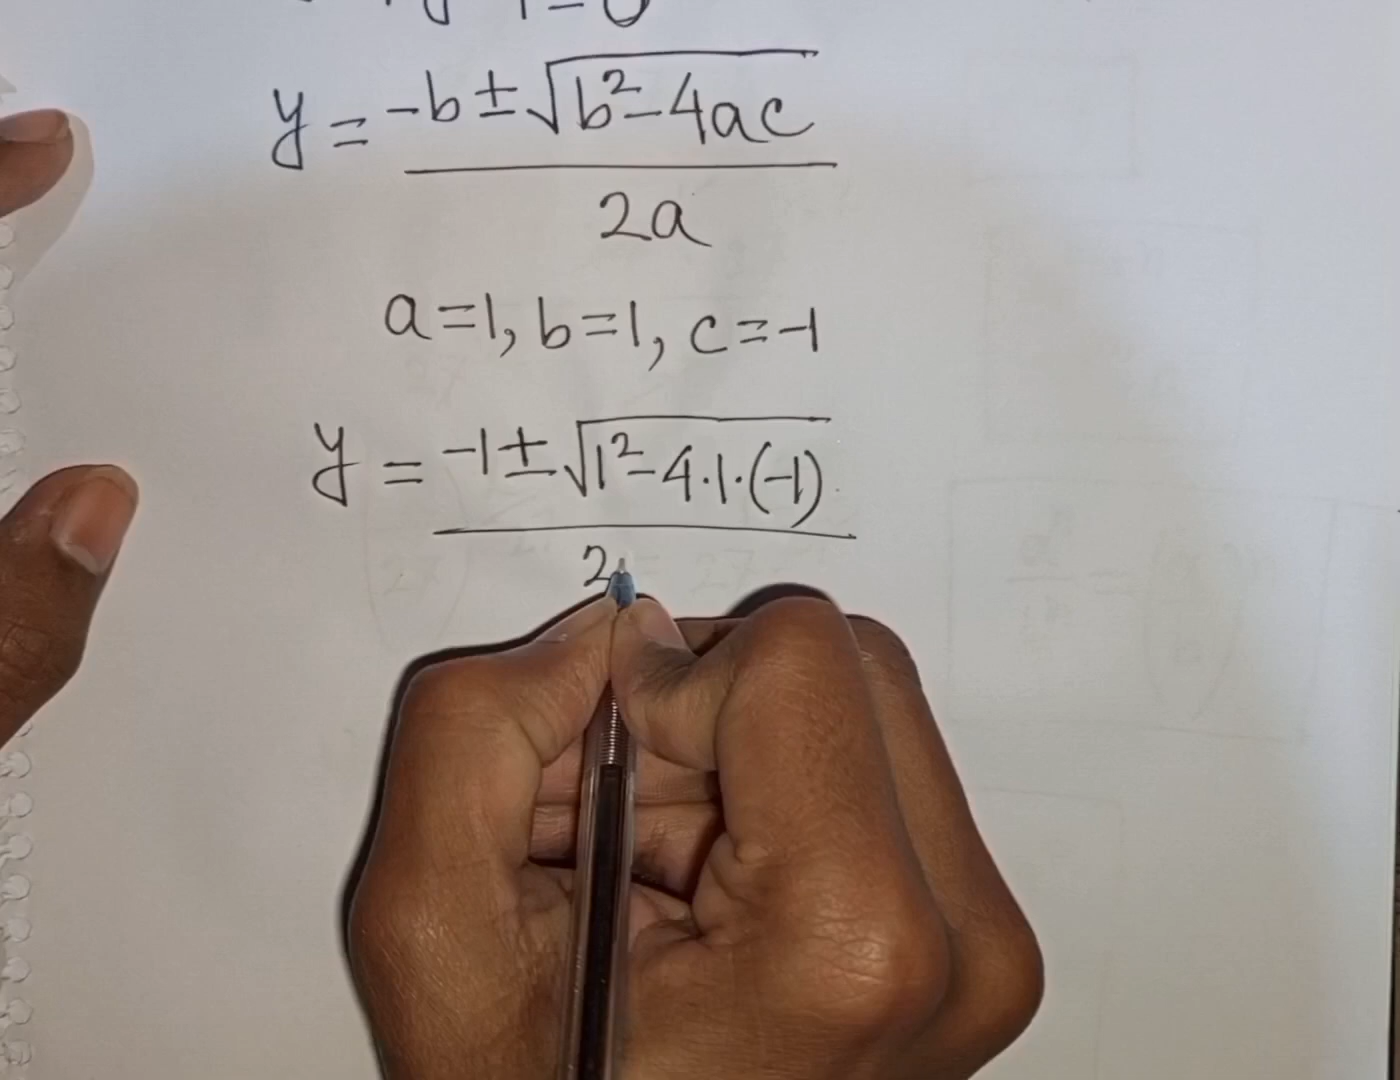 y = -b ± √(b² - 4ac)
2a
a = 1, b = 1, c = -1
y = -1 ± √(1² - 4·1·(-1))
2